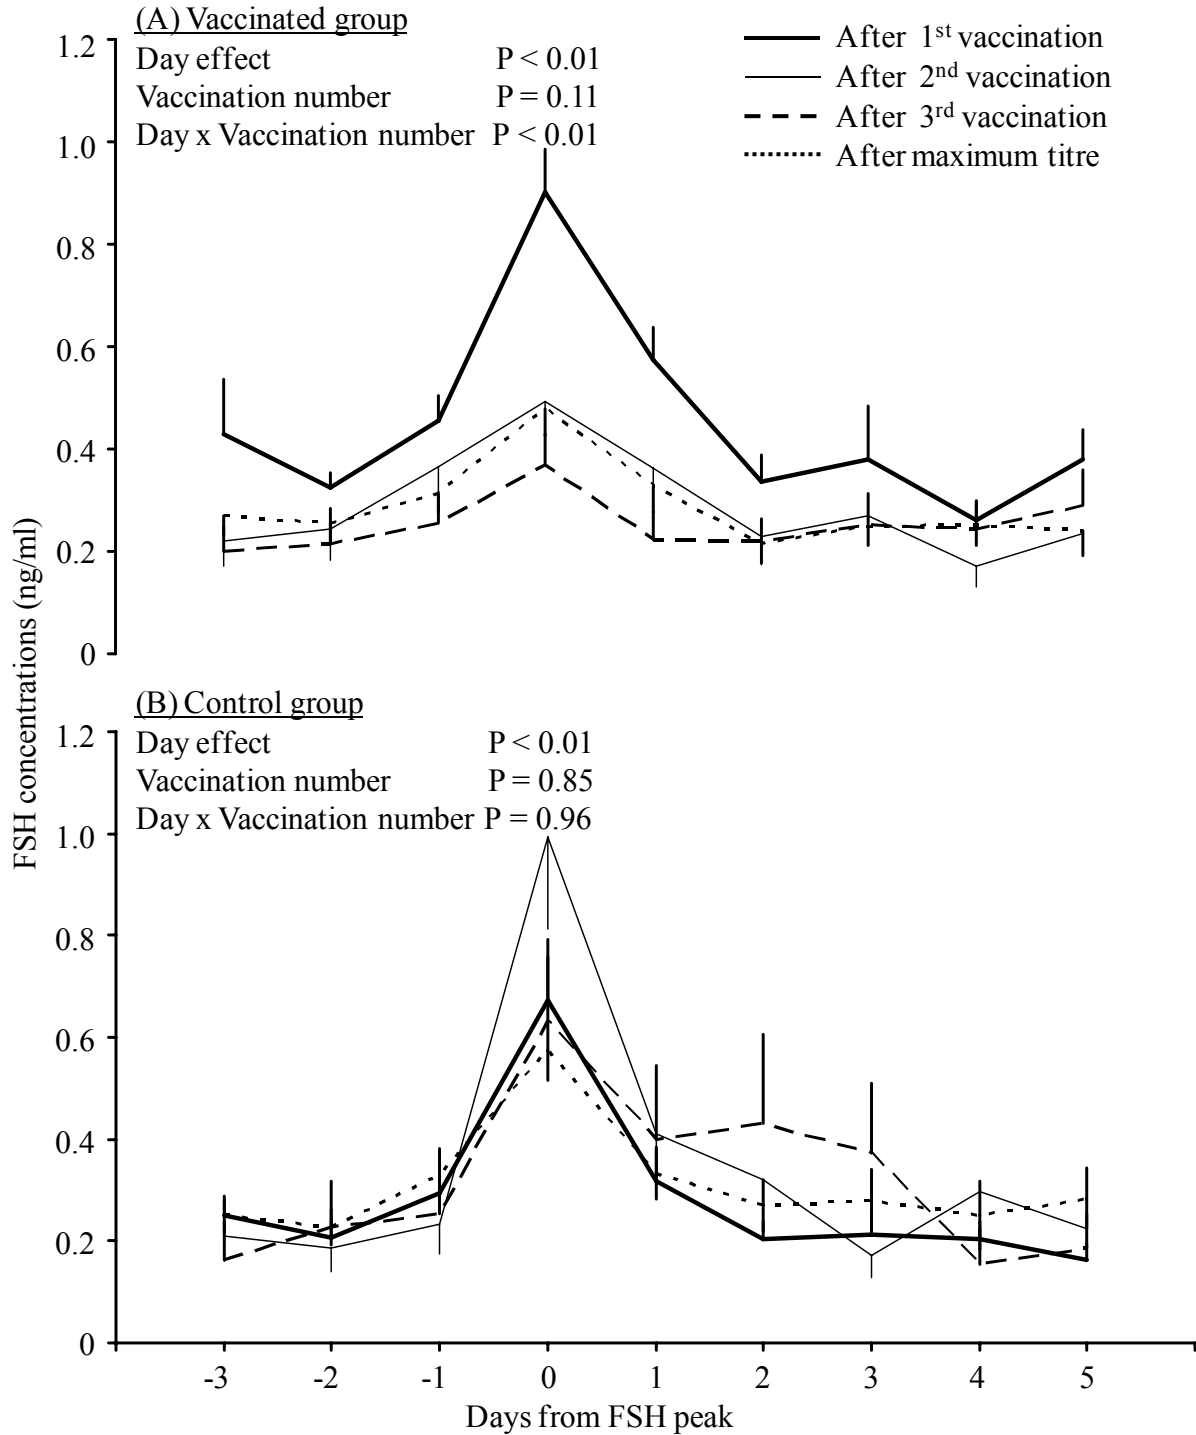 (A) Vaccinated group
Day effect P < 0.01
Vaccination number P = 0.11
Day x Vaccination number P < 0.01
After 1st vaccination
After 2nd vaccination
After 3rd vaccination
After maximum titre
1.2
1.0
0.8
0.6
0.4
0.2
0
FSH concentrations (ng/ml)
(B) Control group
Day effect P < 0.01
Vaccination number P = 0.85
Day x Vaccination number P = 0.96
1.2
1.0
0.8
0.6
0.4
0.2
0
-3 -2 -1 0 1 2 3 4 5
Days from FSH peak